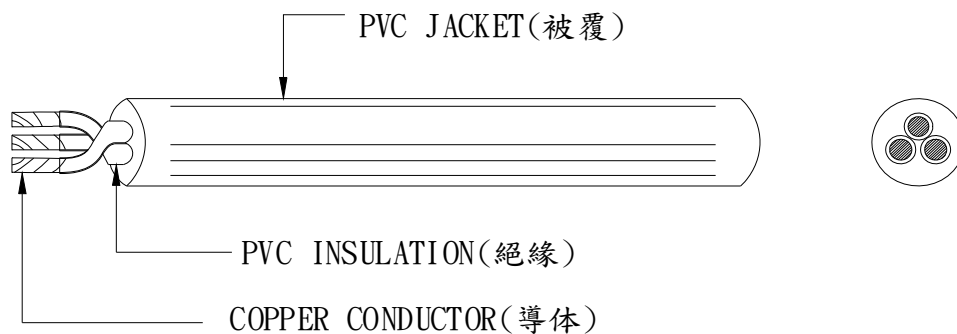 PVC JACKET(被覆)
PVC INSULATION(絕緣)
COPPER CONDUCTOR(導体)